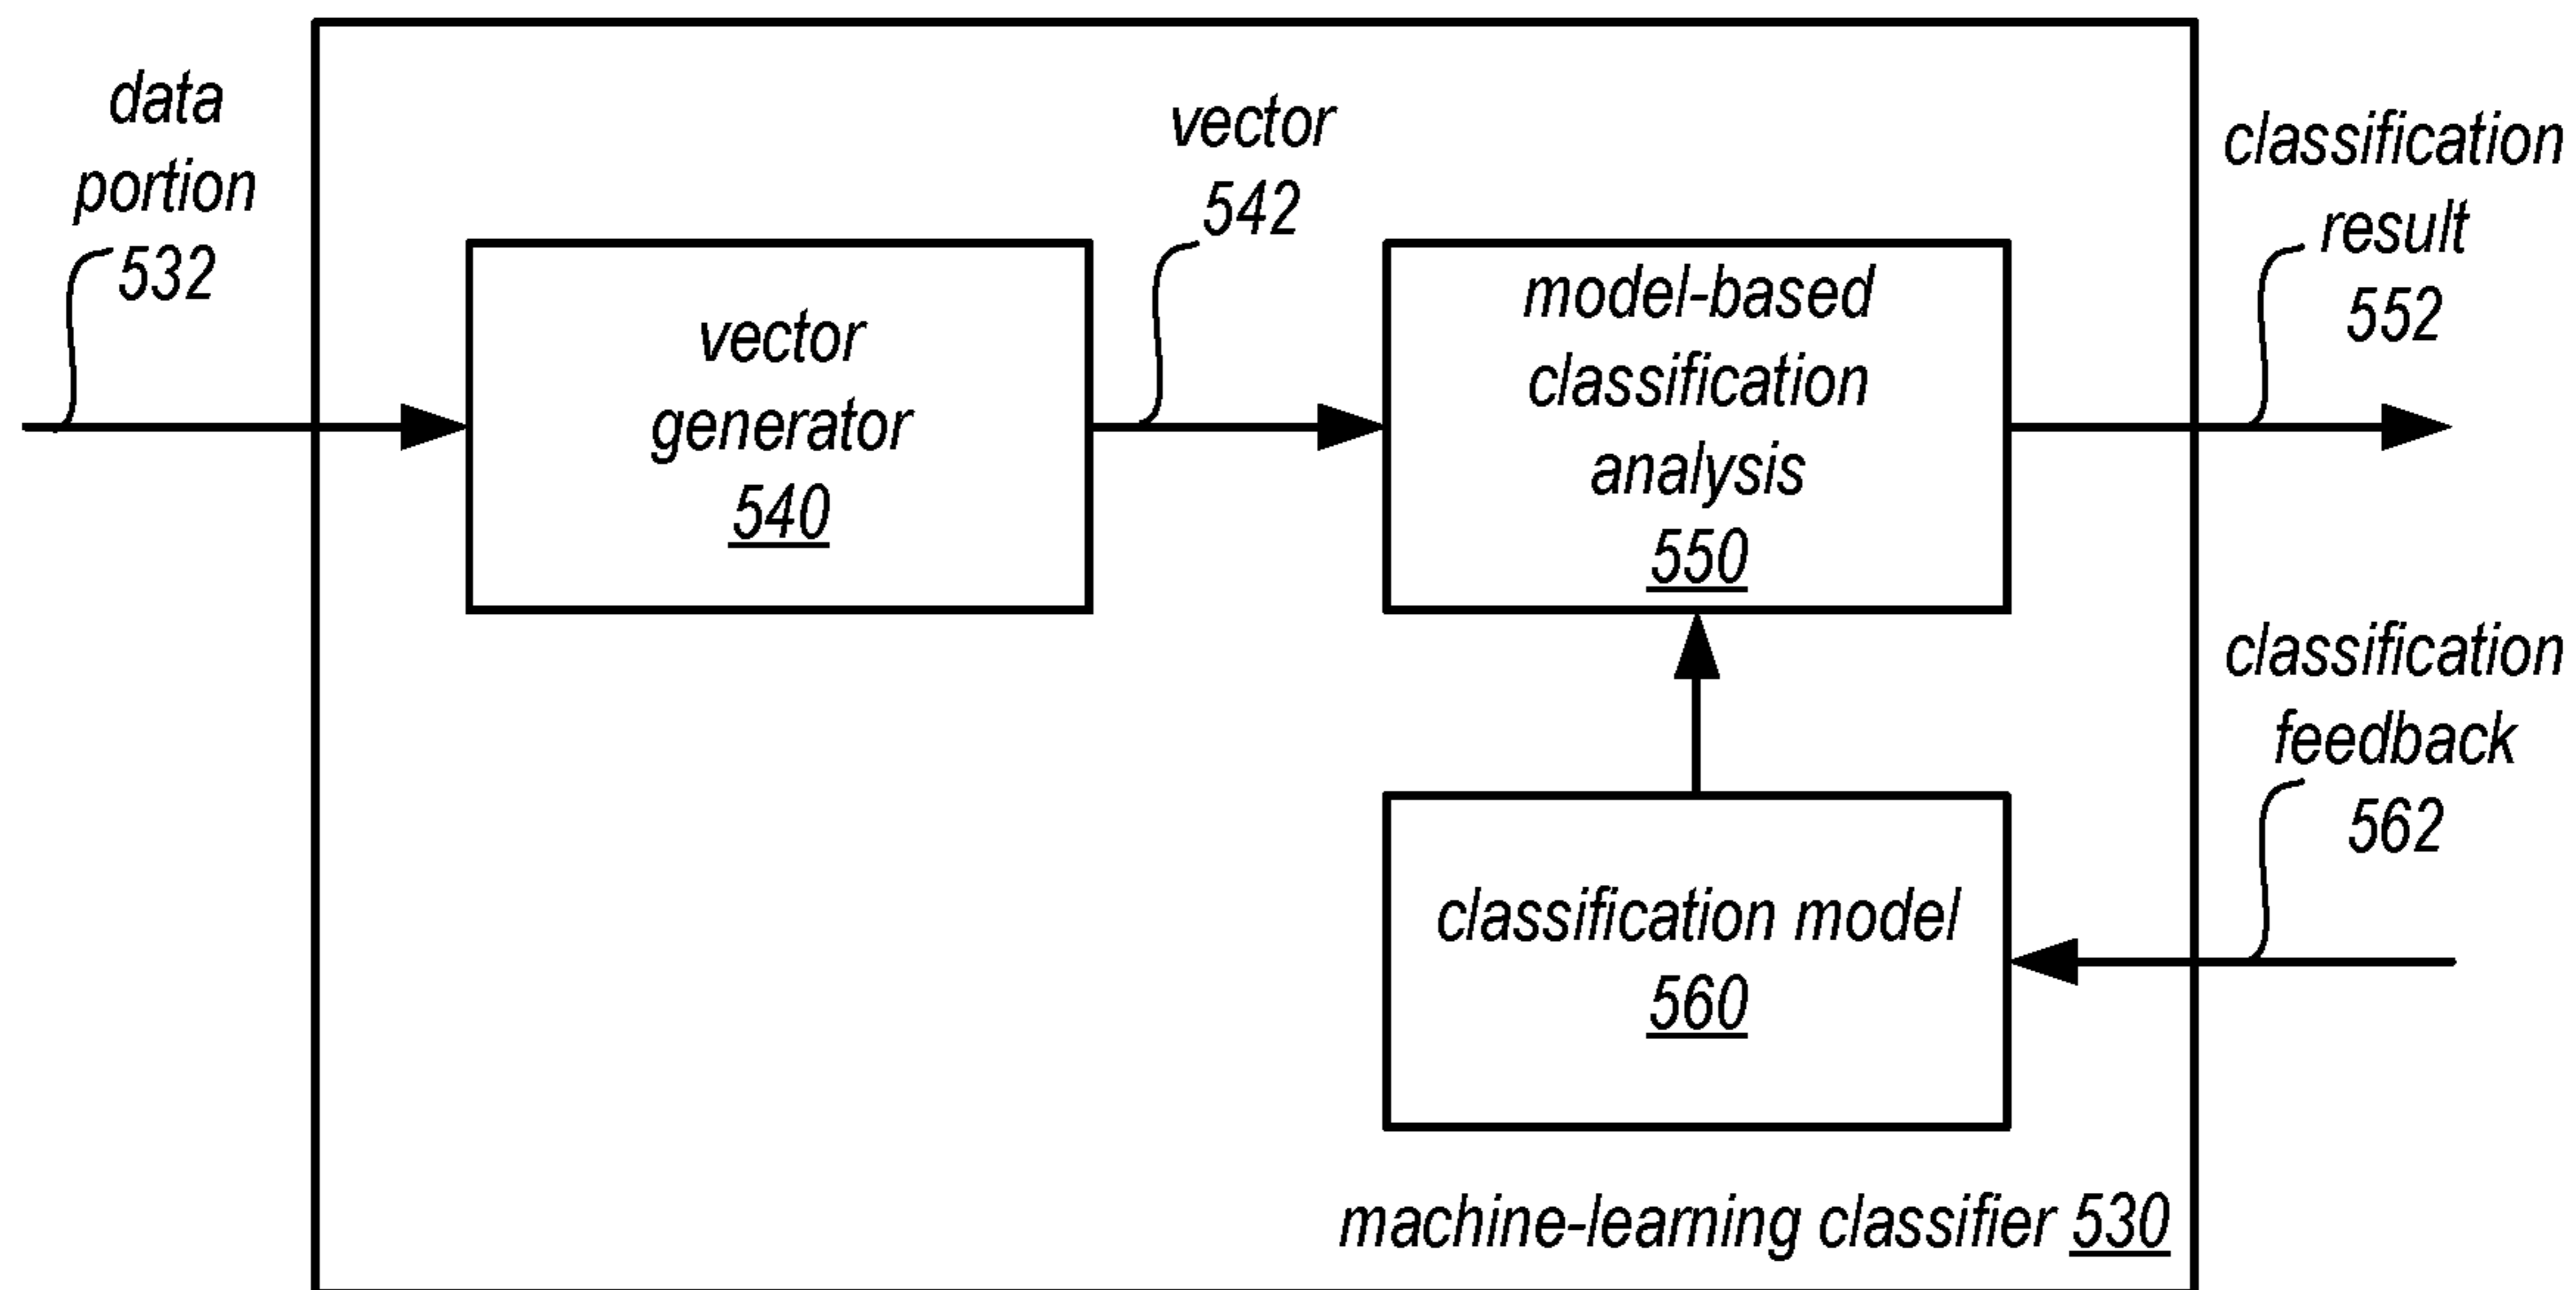 data
portion
532
vector
generator
540
vector
542
model-based
classification
analysis
550
classification
result
552
classification
feedback
562
classification model
560
machine-learning classifier 530